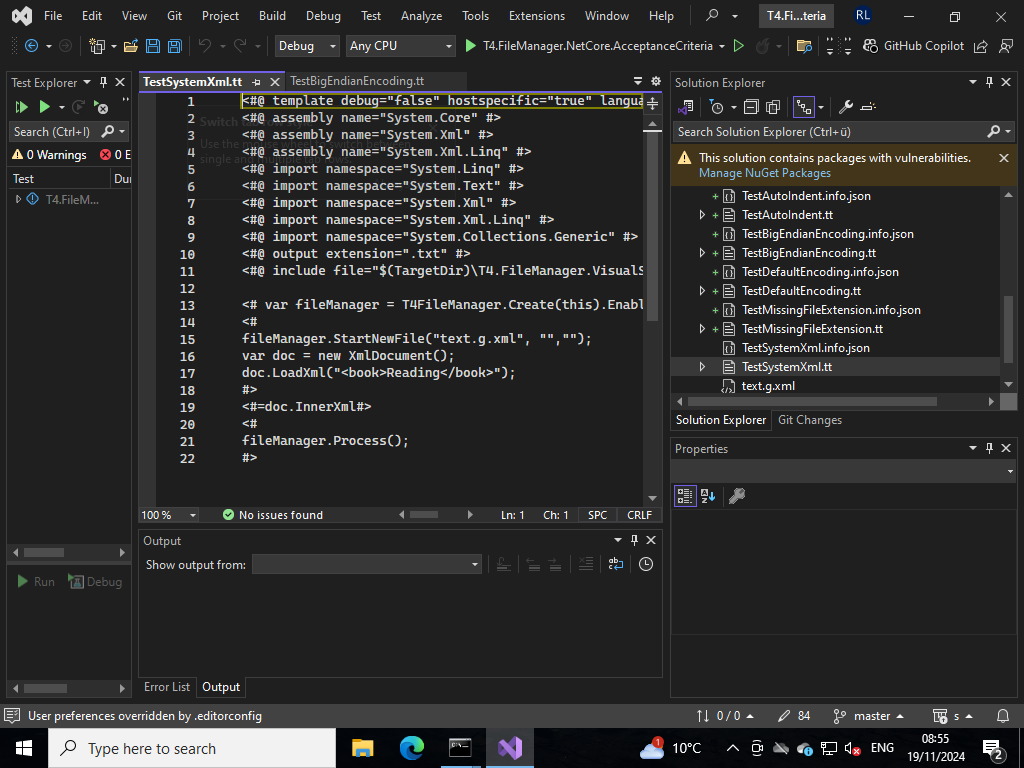 File Edit View Git Project Build Debug Test Analyze Tools Extensions Window Help T4.Fi...teria RL
Debug Any CPU T4.FileManager.NetCore.AcceptanceCriteria GitHub Copilot
Test Explorer
Search (Ctrl+I)
0 Warnings 0 E
Test Du
T4.FileM...
Run Debug
TestSystemXml.tt TestBigEndianEncoding.tt
1 <#@ template debug="false" hostspecific="true" langua
2 <#@ assembly name="System.Core" #>
3 <#@ assembly name="System.Xml" #>
4 <#@ assembly name="System.Xml.Linq" #>
5 <#@ import namespace="System.Linq" #>
6 <#@ import namespace="System.Text" #>
7 <#@ import namespace="System.Xml" #>
8 <#@ import namespace="System.Xml.Linq" #>
9 <#@ import namespace="System.Collections.Generic" #>
10 <#@ output extension=".txt" #>
11 <#@ include file="$(TargetDir)\T4.FileManager.VisualS
12
13 <# var fileManager = T4FileManager.Create(this).Enabl
14 <#
15 fileManager.StartNewFile("text.g.xml", "","");
16 var doc = new XmlDocument();
17 doc.LoadXml("<book>Reading</book>");
18 #>
19 <#=doc.InnerXml#>
20 <#
21 fileManager.Process();
22 #>
100 % No issues found Ln: 1 Ch: 1 SPC CRLF
Output
Show output from:
Error List Output
Solution Explorer
Search Solution Explorer (Ctrl+ü)
This solution contains packages with vulnerabilities.
Manage NuGet Packages
TestAutoIndent.info.json
TestAutoIndent.tt
TestBigEndianEncoding.info.json
TestBigEndianEncoding.tt
TestDefaultEncoding.info.json
TestDefaultEncoding.tt
TestMissingFileExtension.info.json
TestMissingFileExtension.tt
TestSystemXml.info.json
TestSystemXml.tt
text.g.xml
Solution Explorer Git Changes
Properties
User preferences overridden by .editorconfig 0 / 0 84 master s
Type here to search 1 10°C ENG 08:55
19/11/2024 2